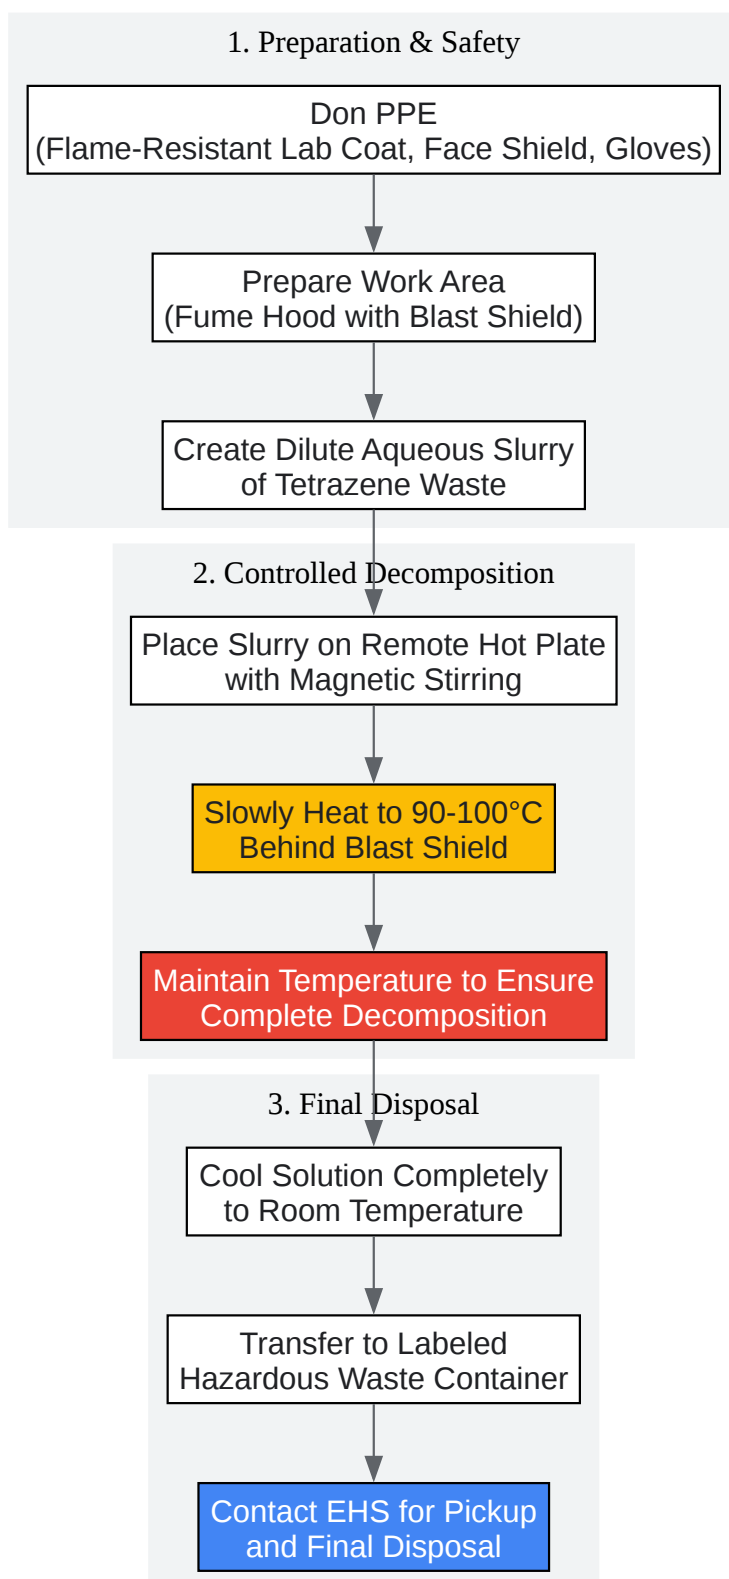 1. Preparation & Safety
Don PPE
(Flame-Resistant Lab Coat, Face Shield, Gloves)
Prepare Work Area
(Fume Hood with Blast Shield)
Create Dilute Aqueous Slurry
of Tetrazene Waste
2. Controlled Decomposition
Place Slurry on Remote Hot Plate
with Magnetic Stirring
Slowly Heat to 90-100°C
Behind Blast Shield
Maintain Temperature to Ensure
Complete Decomposition
3. Final Disposal
Cool Solution Completely
to Room Temperature
Transfer to Labeled
Hazardous Waste Container
Contact EHS for Pickup
and Final Disposal